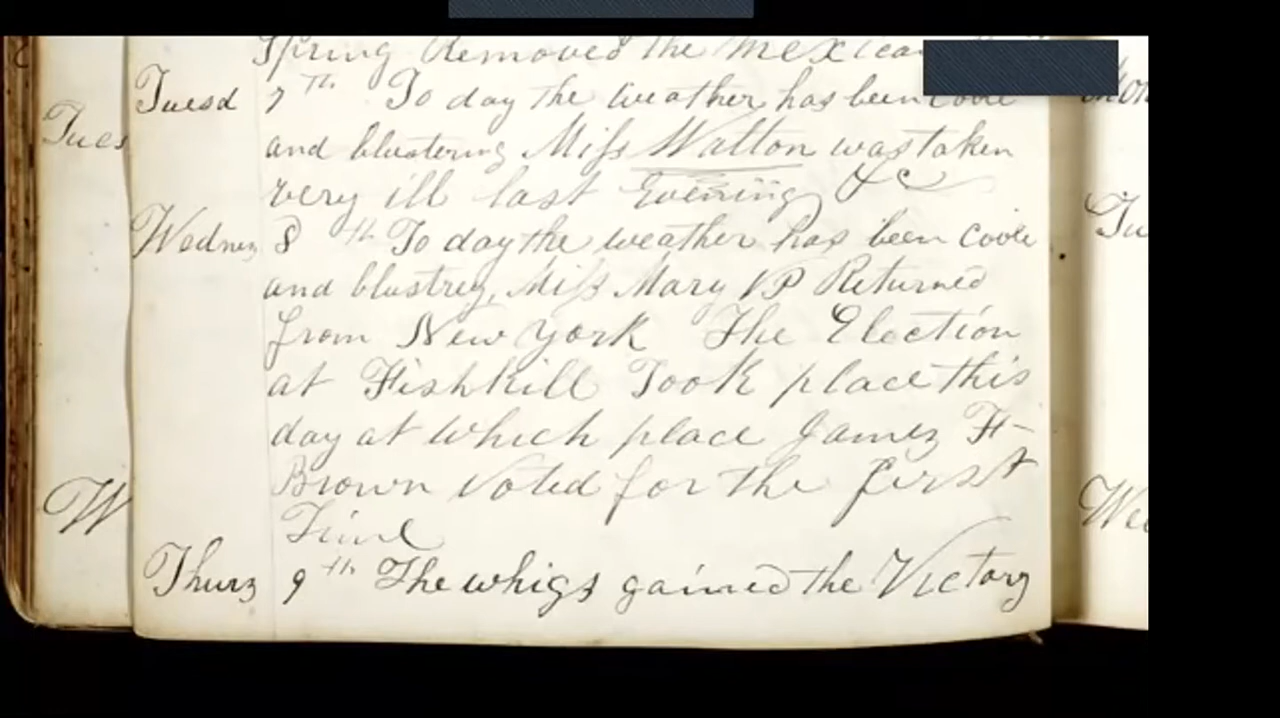 Spring Removed the Mexican
Tuesd 7th To day the weather has been coole
and blustering Miss Watton was taken
very ill last Evening &c
Wednes 8th To day the weather has been coole
and blustrey, Miss Mary VP Returned
from New York The Election
at Fishkill Took place this
day at which place James F-
Brown Voted for the first
Time
Thurs 9th The whigs gained the Victory
Tues
W
Tu
Wed